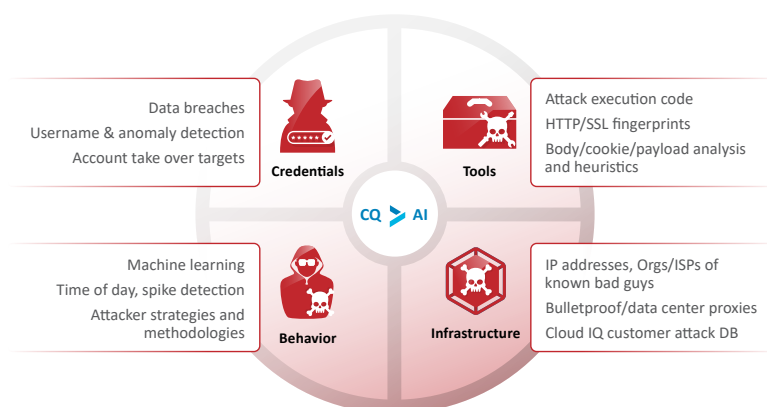 Data breaches
Username & anomaly detection
Account take over targets
Credentials
Attack execution code
HTTP/SSL fingerprints
Body/cookie/payload analysis
and heuristics
Tools
CQ AI
Machine learning
Time of day, spike detection
Attacker strategies and
methodologies
Behavior
IP addresses, Orgs/ISPs of
known bad guys
Bulletproof/data center proxies
Cloud IQ customer attack DB
Infrastructure